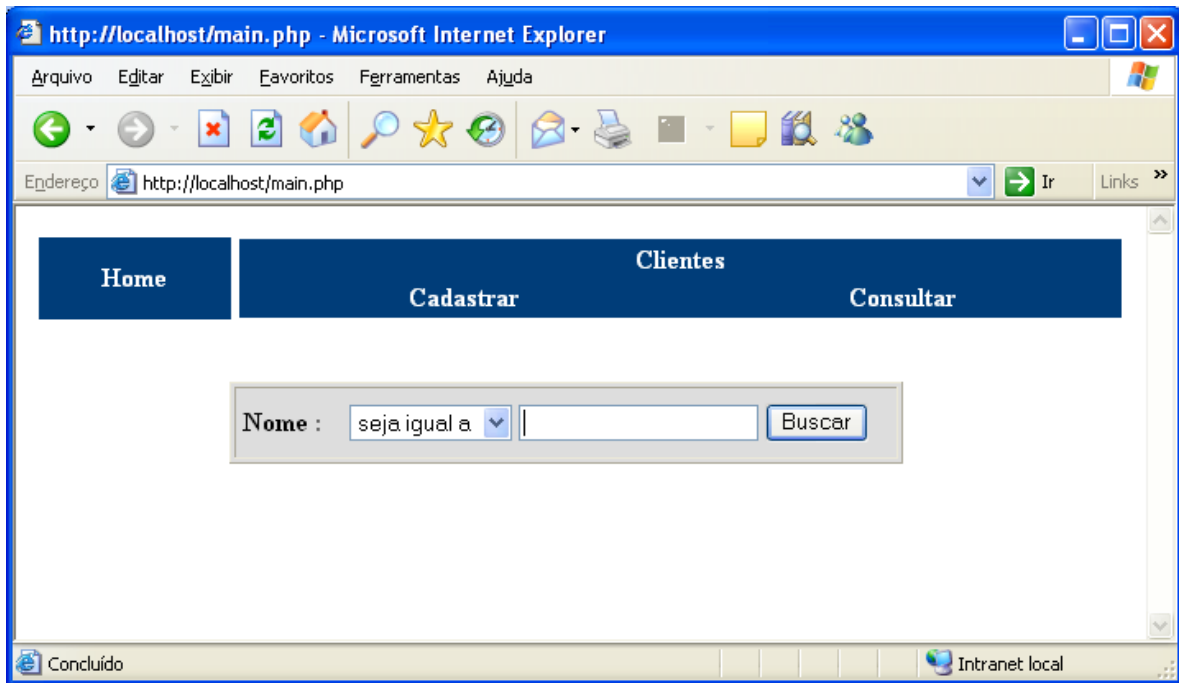 http://localhost/main.php - Microsoft Internet Explorer
Arquivo Editar Exibir Favoritos Ferramentas Ajuda
Endereço http://localhost/main.php Ir Links »
Home
Clientes
Cadastrar Consultar
Nome : seja igual a Buscar
Concluído Intranet local